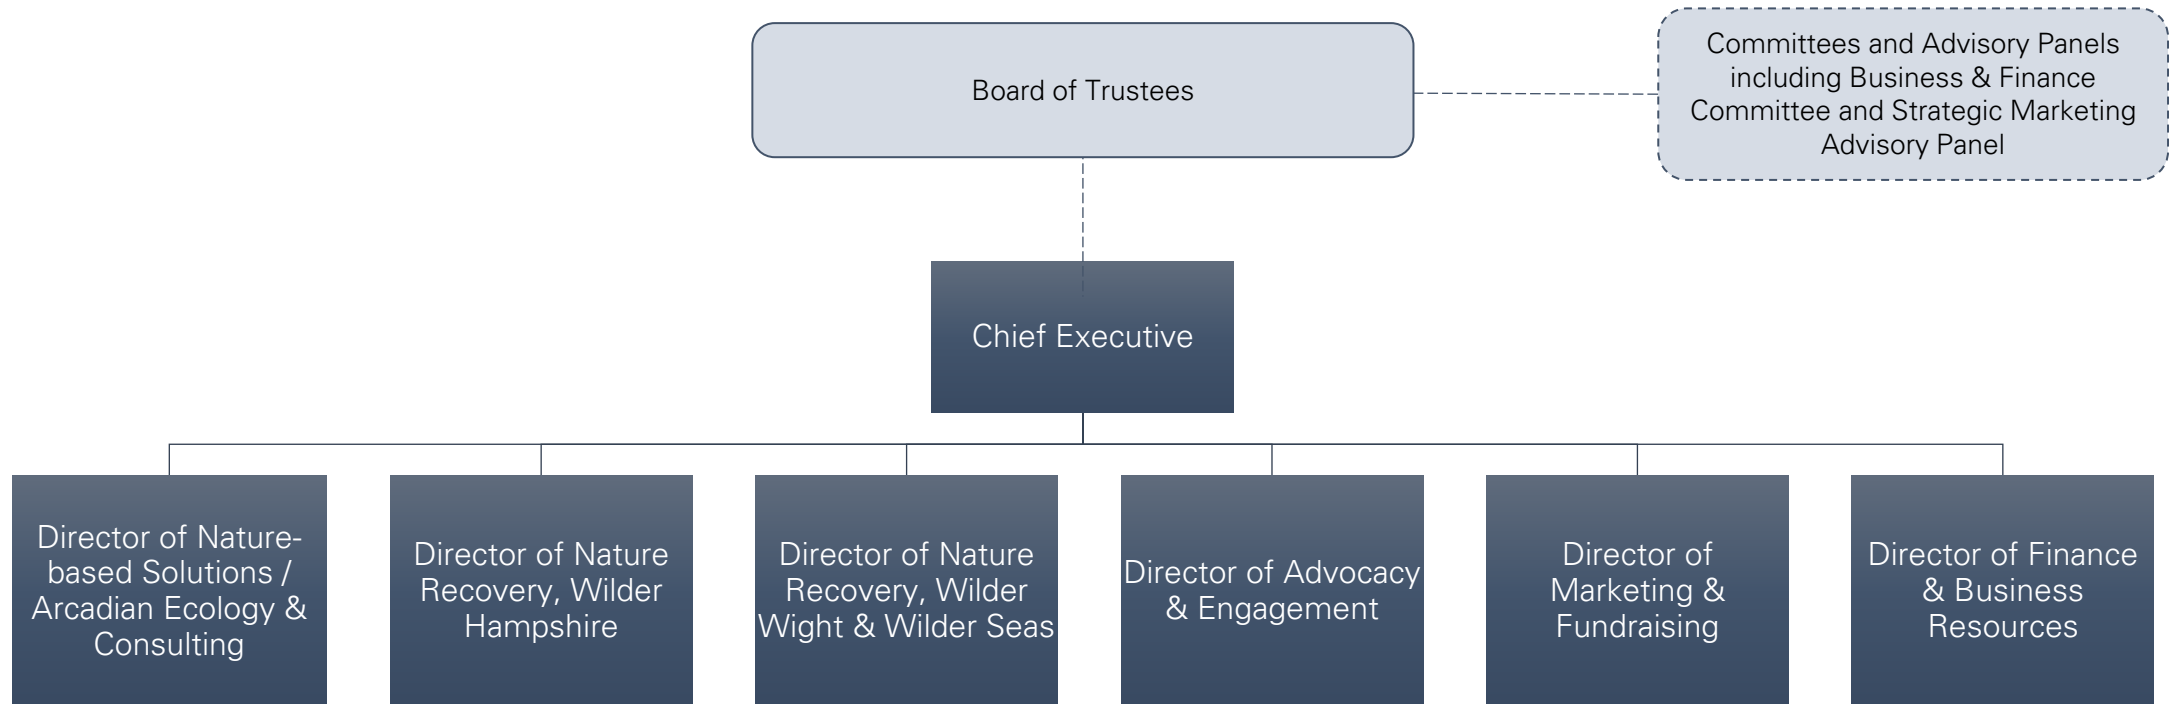 Board of Trustees
Committees and Advisory Panels
including Business & Finance
Committee and Strategic Marketing
Advisory Panel
Chief Executive
Director of Nature-
based Solutions /
Arcadian Ecology &
Consulting
Director of Nature
Recovery, Wilder
Hampshire
Director of Nature
Recovery, Wilder
Wight & Wilder Seas
Director of Advocacy
& Engagement
Director of
Marketing &
Fundraising
Director of Finance
& Business
Resources